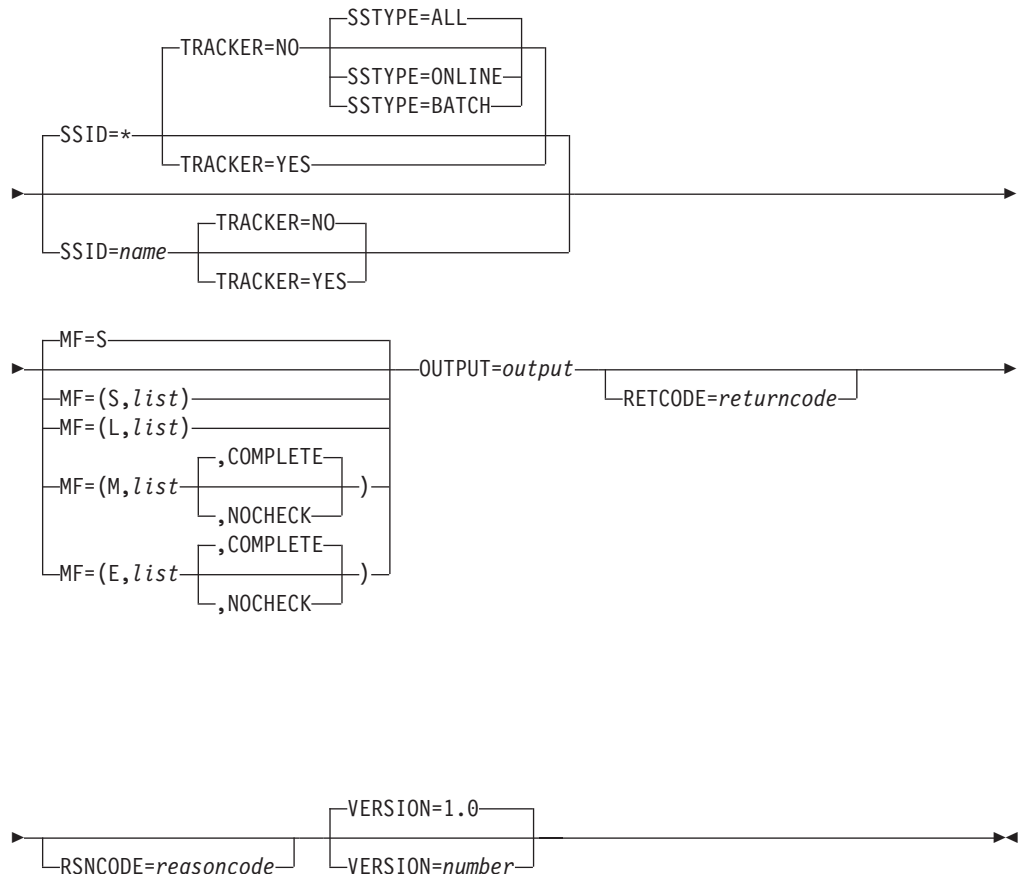 SSTYPE=ALL
TRACKER=NO
SSTYPE=ONLINE
SSTYPE=BATCH
SSID=*
TRACKER=YES
TRACKER=NO
SSID=name
TRACKER=YES
MF=S
OUTPUT=output
RETCODE=returncode
MF=(S,list)
MF=(L,list)
,COMPLETE
MF=(M,list )
,NOCHECK
,COMPLETE
MF=(E,list )
,NOCHECK
VERSION=1.0
RSNCODE=reasoncode VERSION=number